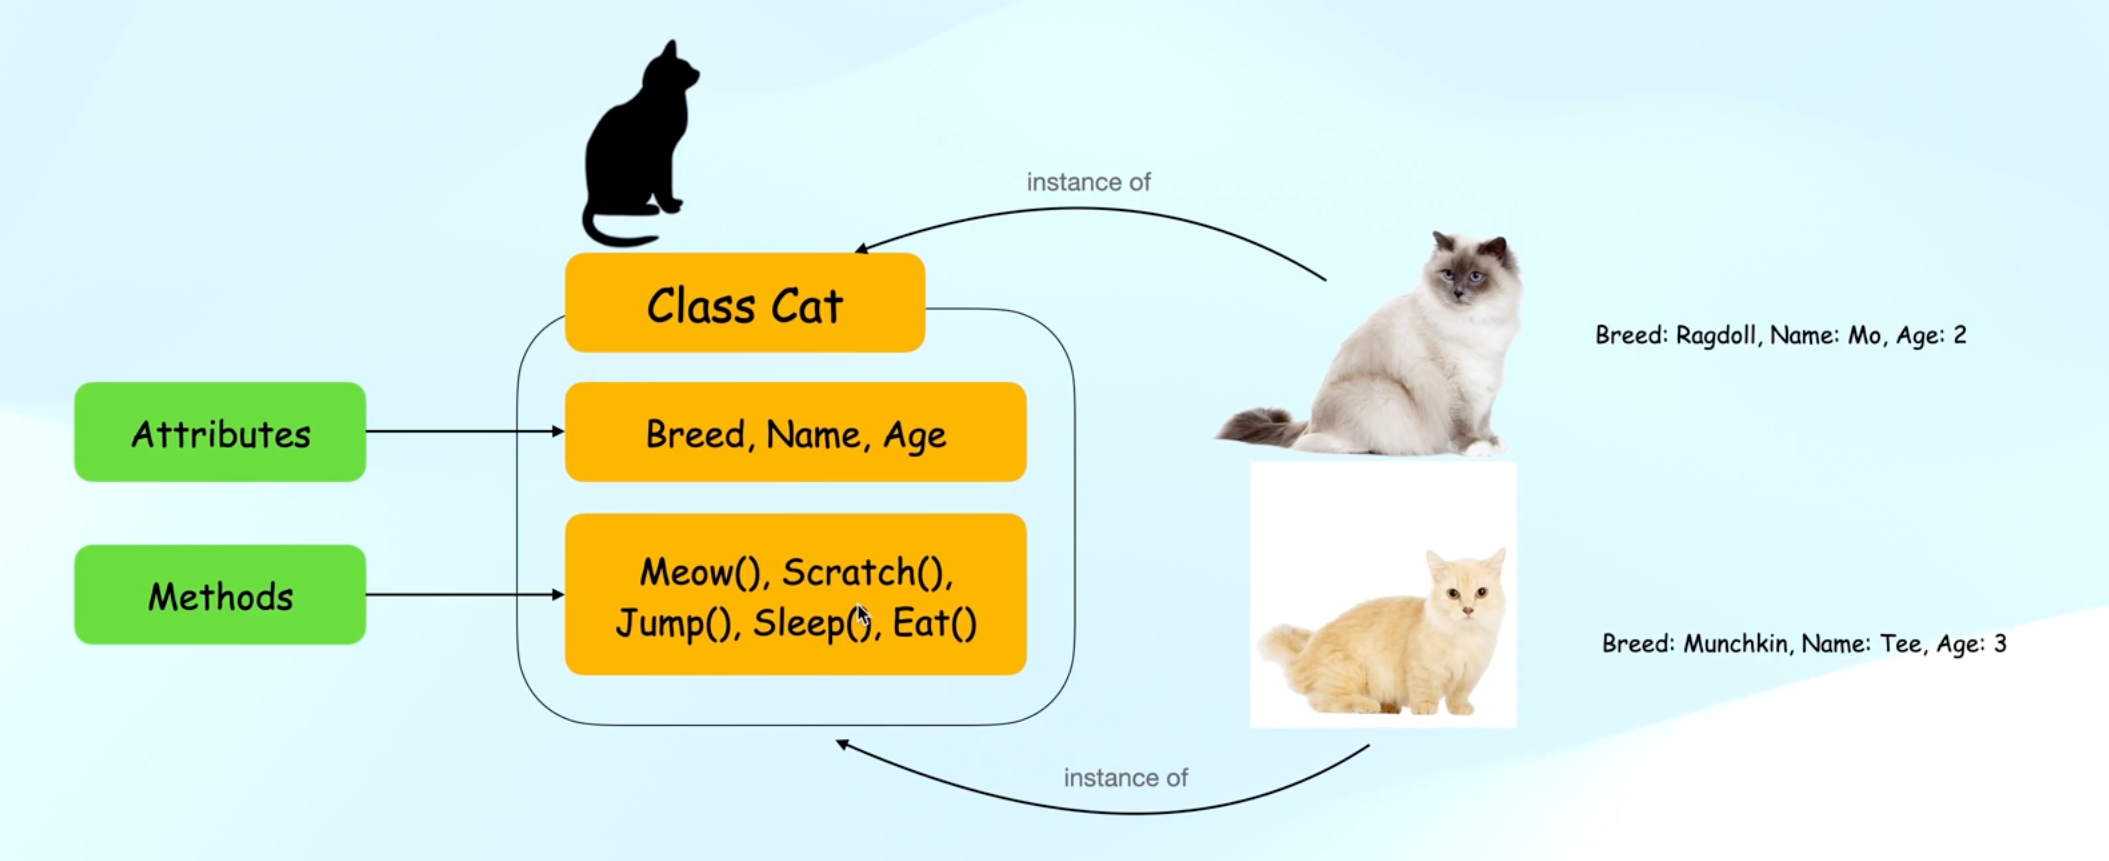 instance of
Class Cat
Breed: Ragdoll, Name: Mo, Age: 2
Attributes
Breed, Name, Age
Methods
Meow(), Scratch(),
Jump(), Sleep(), Eat()
Breed: Munchkin, Name: Tee, Age: 3
instance of